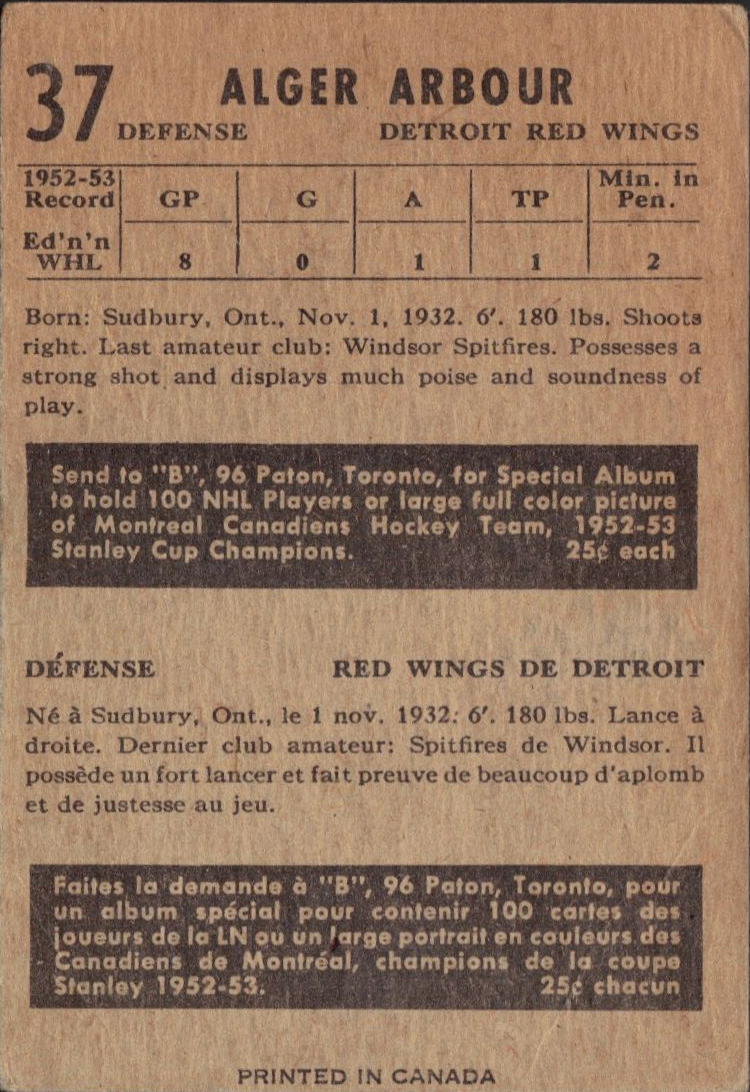 37 ALGER ARBOUR
DEFENSE DETROIT RED WINGS
1952-53 Record GP G A TP Min. in Pen.
Ed'n'n WHL 8 0 1 1 2
Born: Sudbury, Ont., Nov. 1, 1932. 6'. 180 lbs. Shoots
right. Last amateur club: Windsor Spitfires. Possesses a
strong shot and displays much poise and soundness of
play.
Send to "B", 96 Paton, Toronto, for Special Album
to hold 100 NHL Players or large full color picture
of Montreal Canadiens Hockey Team, 1952-53
Stanley Cup Champions. 25¢ each
DÉFENSE RED WINGS DE DETROIT
Né à Sudbury, Ont., le 1 nov. 1932. 6'. 180 lbs. Lance à
droite. Dernier club amateur: Spitfires de Windsor. Il
possède un fort lancer et fait preuve de beaucoup d'aplomb
et de justesse au jeu.
Faites la demande à "B", 96 Paton, Toronto, pour
un album spécial pour contenir 100 cartes des
joueurs de la LN ou un large portrait en couleurs des
Canadiens de Montréal, champions de la coupe
Stanley 1952-53. 25¢ chacun
PRINTED IN CANADA